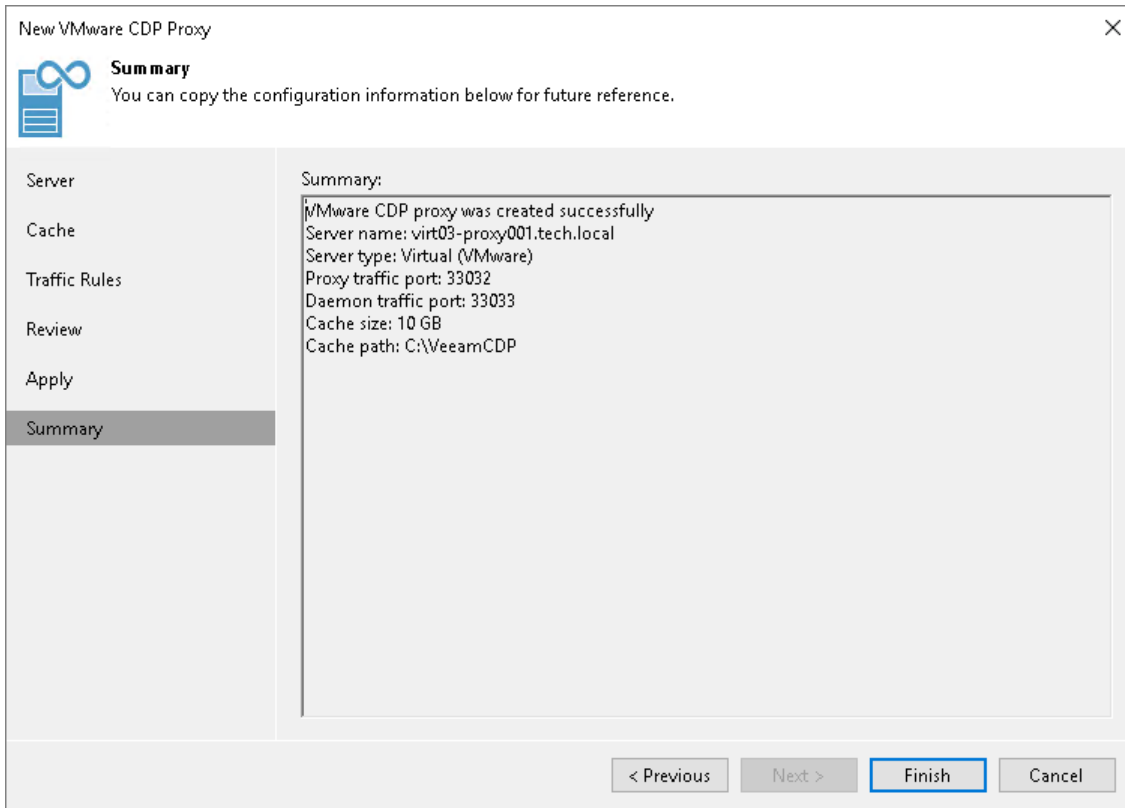 New VMware CDP Proxy
Summary
You can copy the configuration information below for future reference.
Server
Cache
Traffic Rules
Review
Apply
Summary
Summary:
VMware CDP proxy was created successfully
Server name: virt03-proxy001.tech.local
Server type: Virtual (VMware)
Proxy traffic port: 33032
Daemon traffic port: 33033
Cache size: 10 GB
Cache path: C:\VeeamCDP
< Previous
Next >
Finish
Cancel